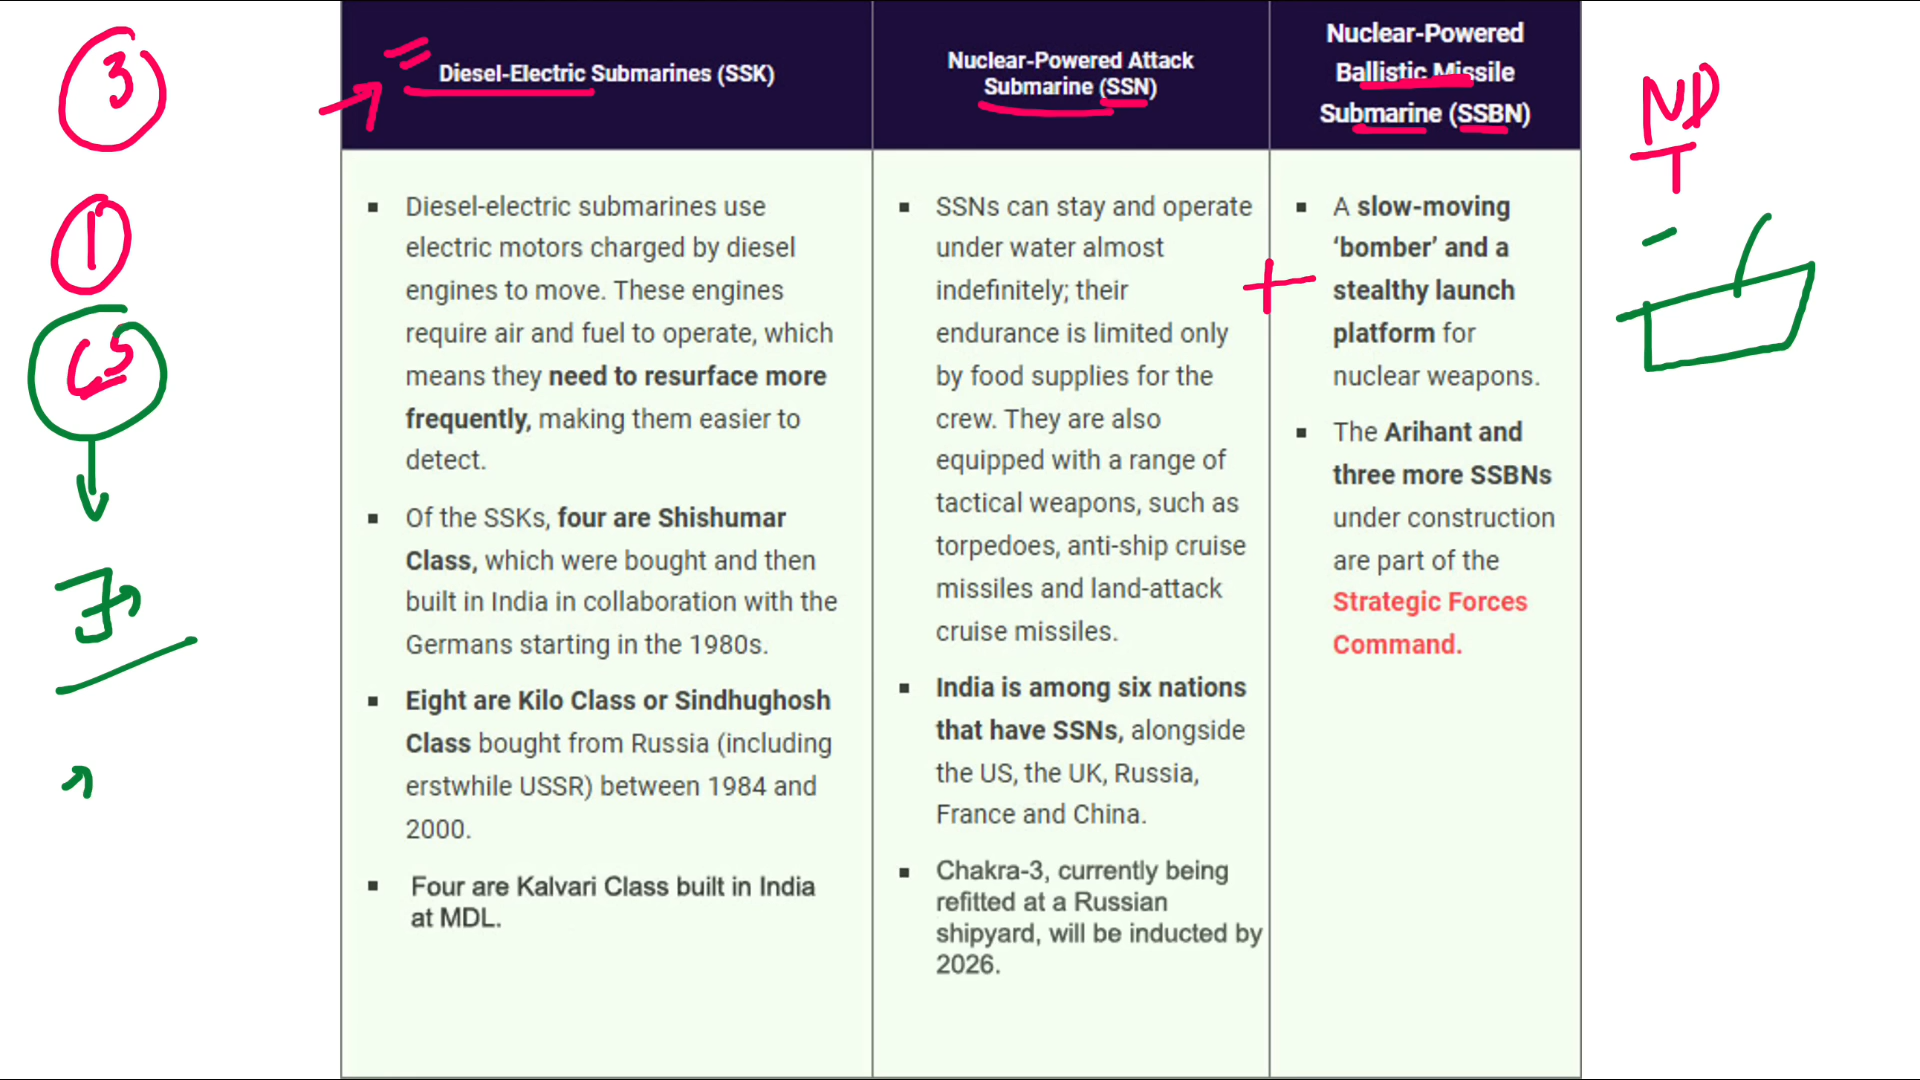 3
1
NP
T
Diesel-Electric Submarines (SSK)
Diesel-electric submarines use
electric motors charged by diesel
engines to move. These engines
require air and fuel to operate, which
means they need to resurface more
frequently, making them easier to
detect.
Of the SSKs, four are Shishumar
Class, which were bought and then
built in India in collaboration with the
Germans starting in the 1980s.
Eight are Kilo Class or Sindhughosh
Class bought from Russia (including
erstwhile USSR) between 1984 and
2000.
Four are Kalvari Class built in India
at MDL.
Nuclear-Powered Attack
Submarine (SSN)
SSNs can stay and operate
under water almost
indefinitely; their
endurance is limited only
by food supplies for the
crew. They are also
equipped with a range of
tactical weapons, such as
torpedoes, anti-ship cruise
missiles and land-attack
cruise missiles.
India is among six nations
that have SSNs, alongside
the US, the UK, Russia,
France and China.
Chakra-3, currently being
refitted at a Russian
shipyard, will be inducted by
2026.
Nuclear-Powered
Ballistic Missile
Submarine (SSBN)
A slow-moving
‘bomber’ and a
stealthy launch
platform for
nuclear weapons.
The Arihant and
three more SSBNs
under construction
are part of the
Strategic Forces
Command.